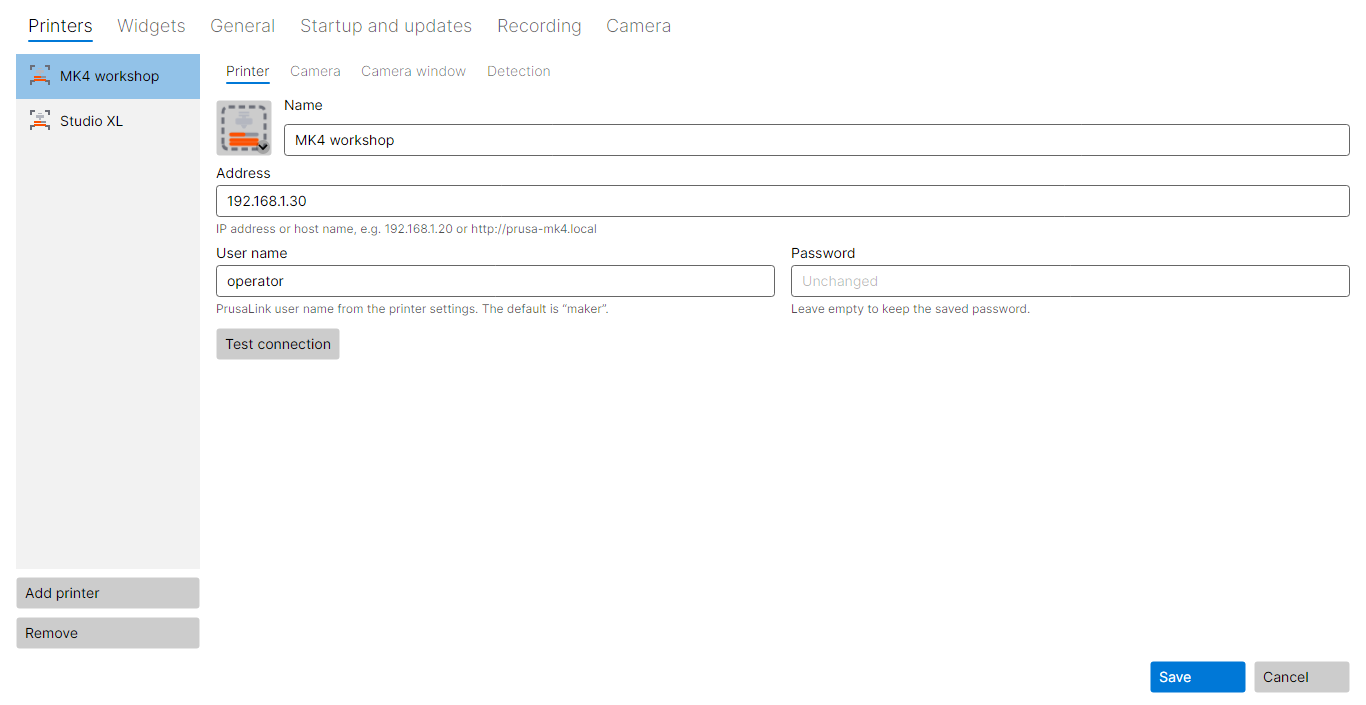 Printers Widgets General Startup and updates Recording Camera
MK4 workshop
Studio XL
Add printer
Remove
Printer Camera Camera window Detection
Name
MK4 workshop
Address
192.168.1.30
IP address or host name, e.g. 192.168.1.20 or http://prusa-mk4.local
User name
operator
PrusaLink user name from the printer settings. The default is “maker”.
Password
Unchanged
Leave empty to keep the saved password.
Test connection
Save Cancel